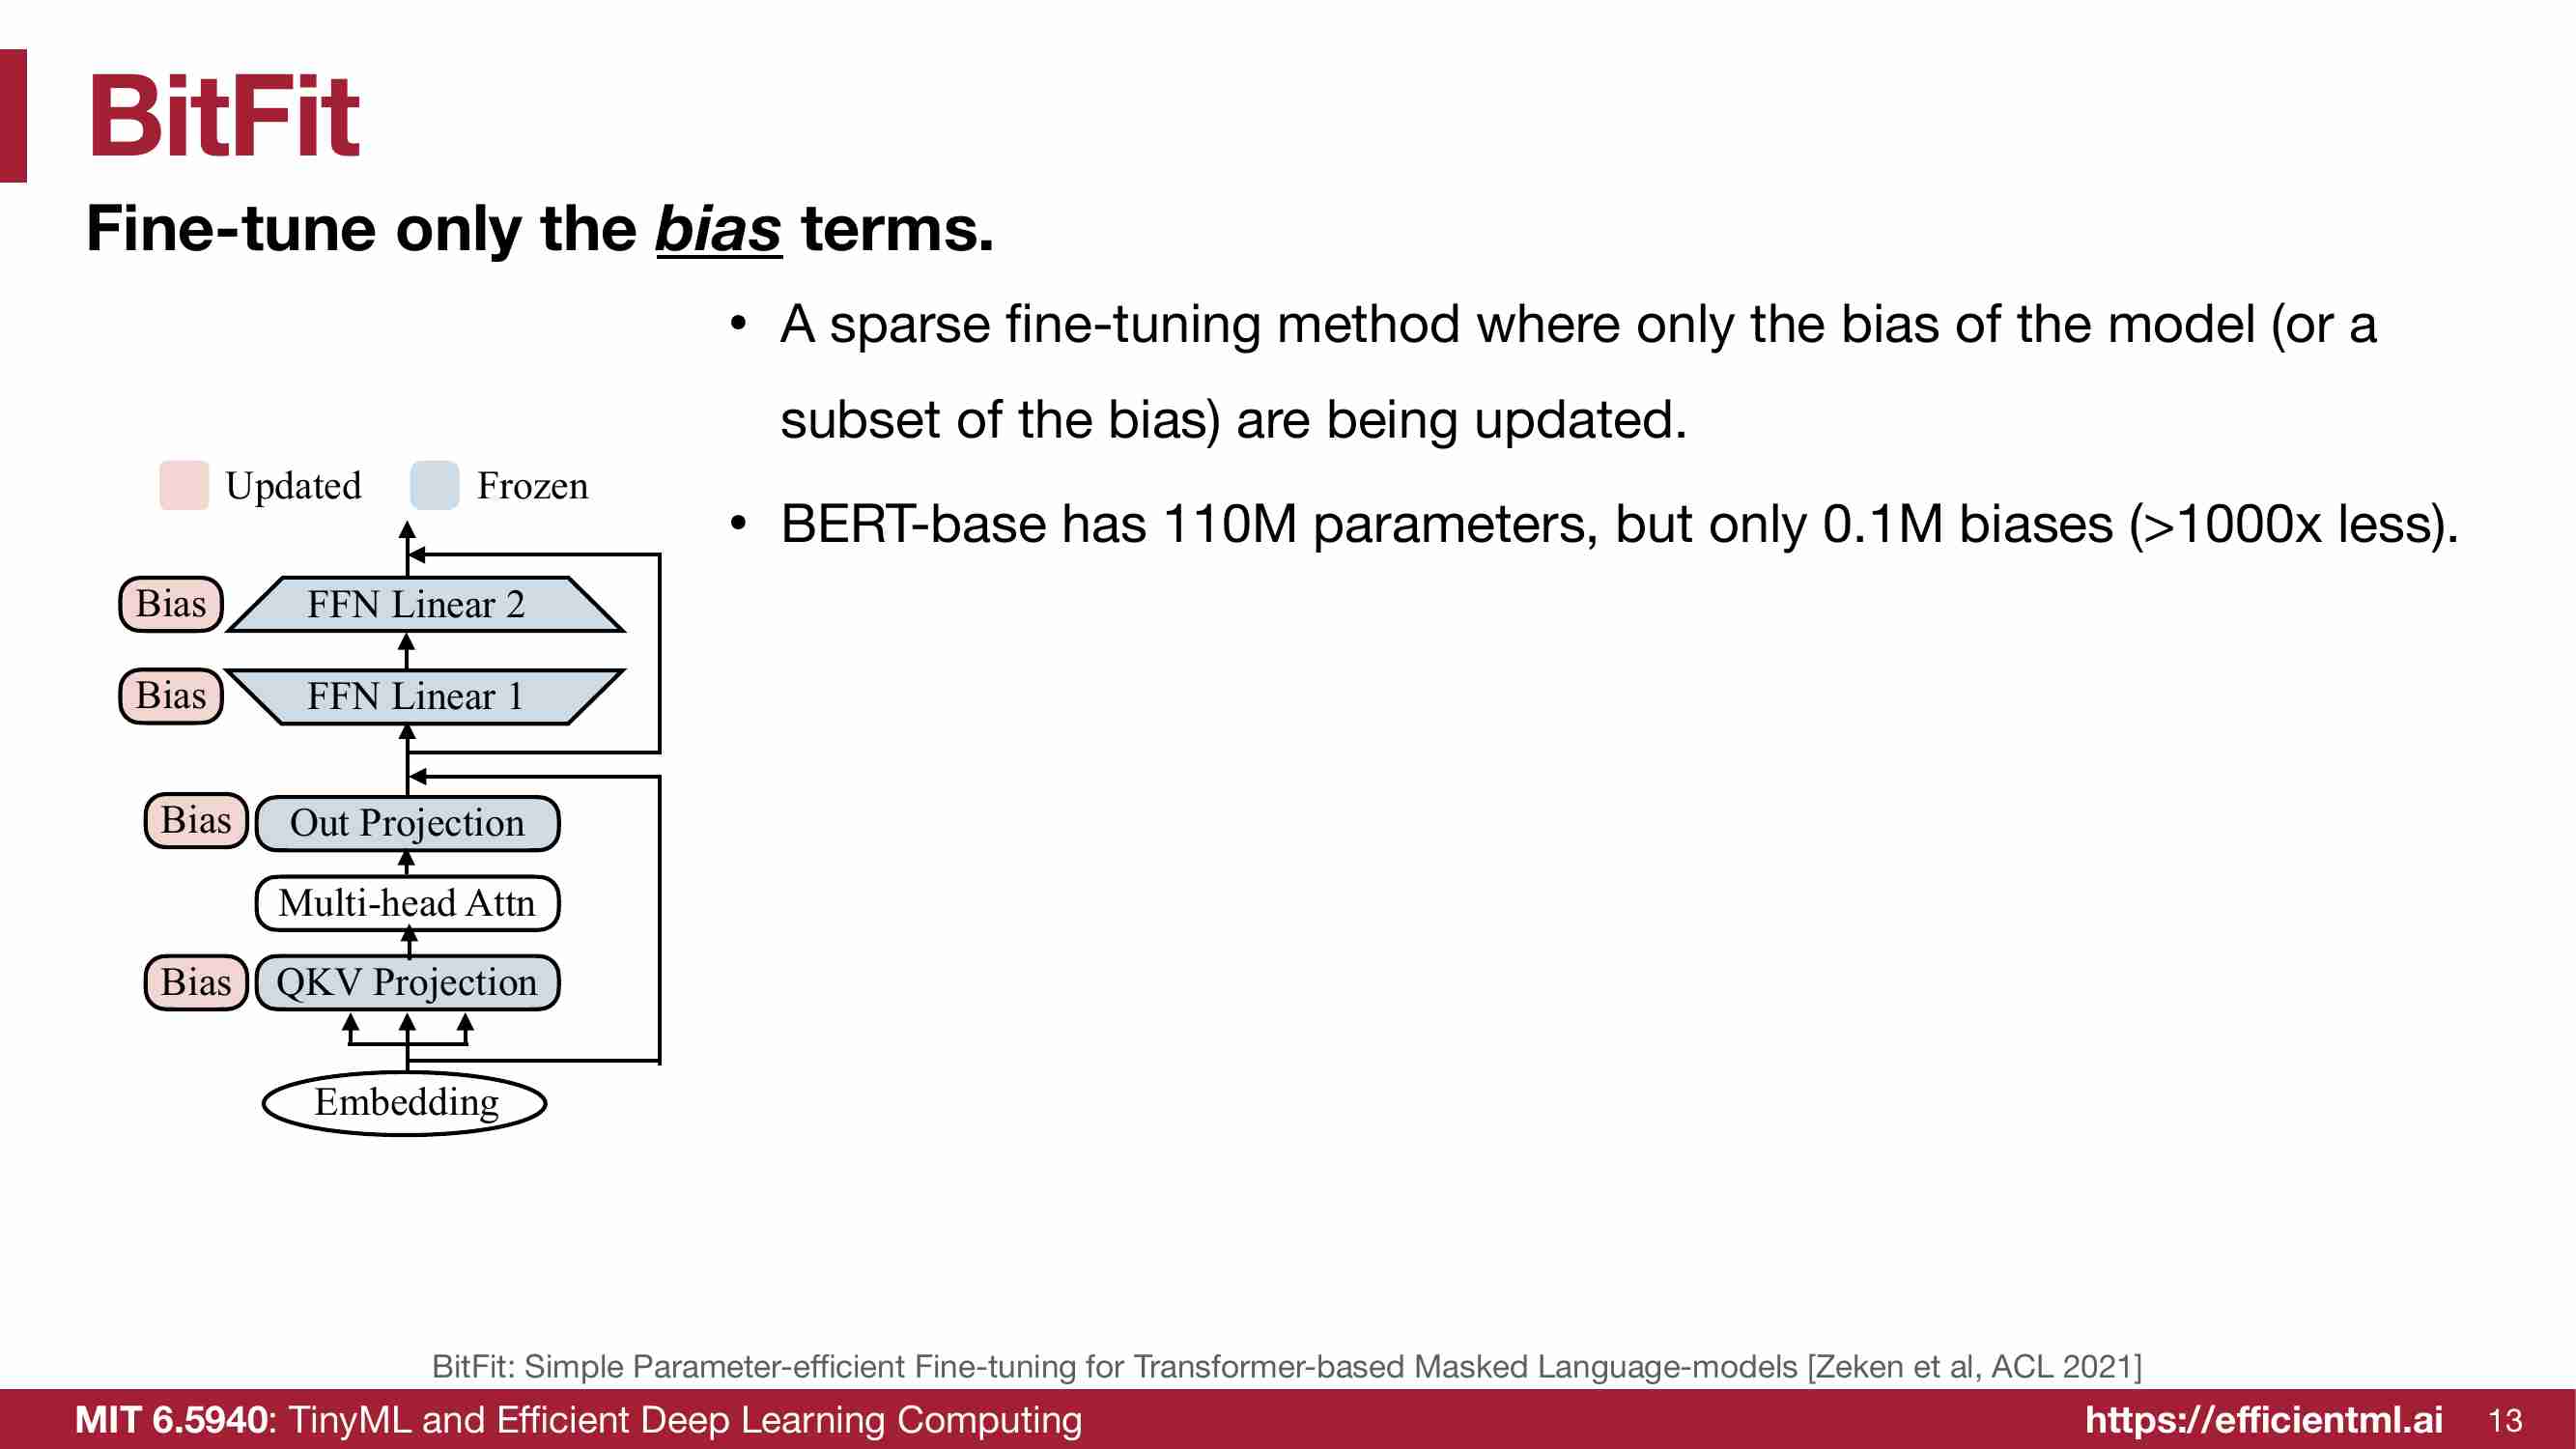 BitFit
Fine-tune only the bias terms.
• A sparse fine-tuning method where only the bias of the model (or a
subset of the bias) are being updated.
• BERT-base has 110M parameters, but only 0.1M biases (>1000x less).
Updated Frozen
Bias FFN Linear 2
Bias FFN Linear 1
Bias Out Projection
Multi-head Attn
Bias QKV Projection
Embedding
BitFit: Simple Parameter-efficient Fine-tuning for Transformer-based Masked Language-models [Zeken et al, ACL 2021]
MIT 6.5940: TinyML and Efficient Deep Learning Computing https://efficientml.ai 13